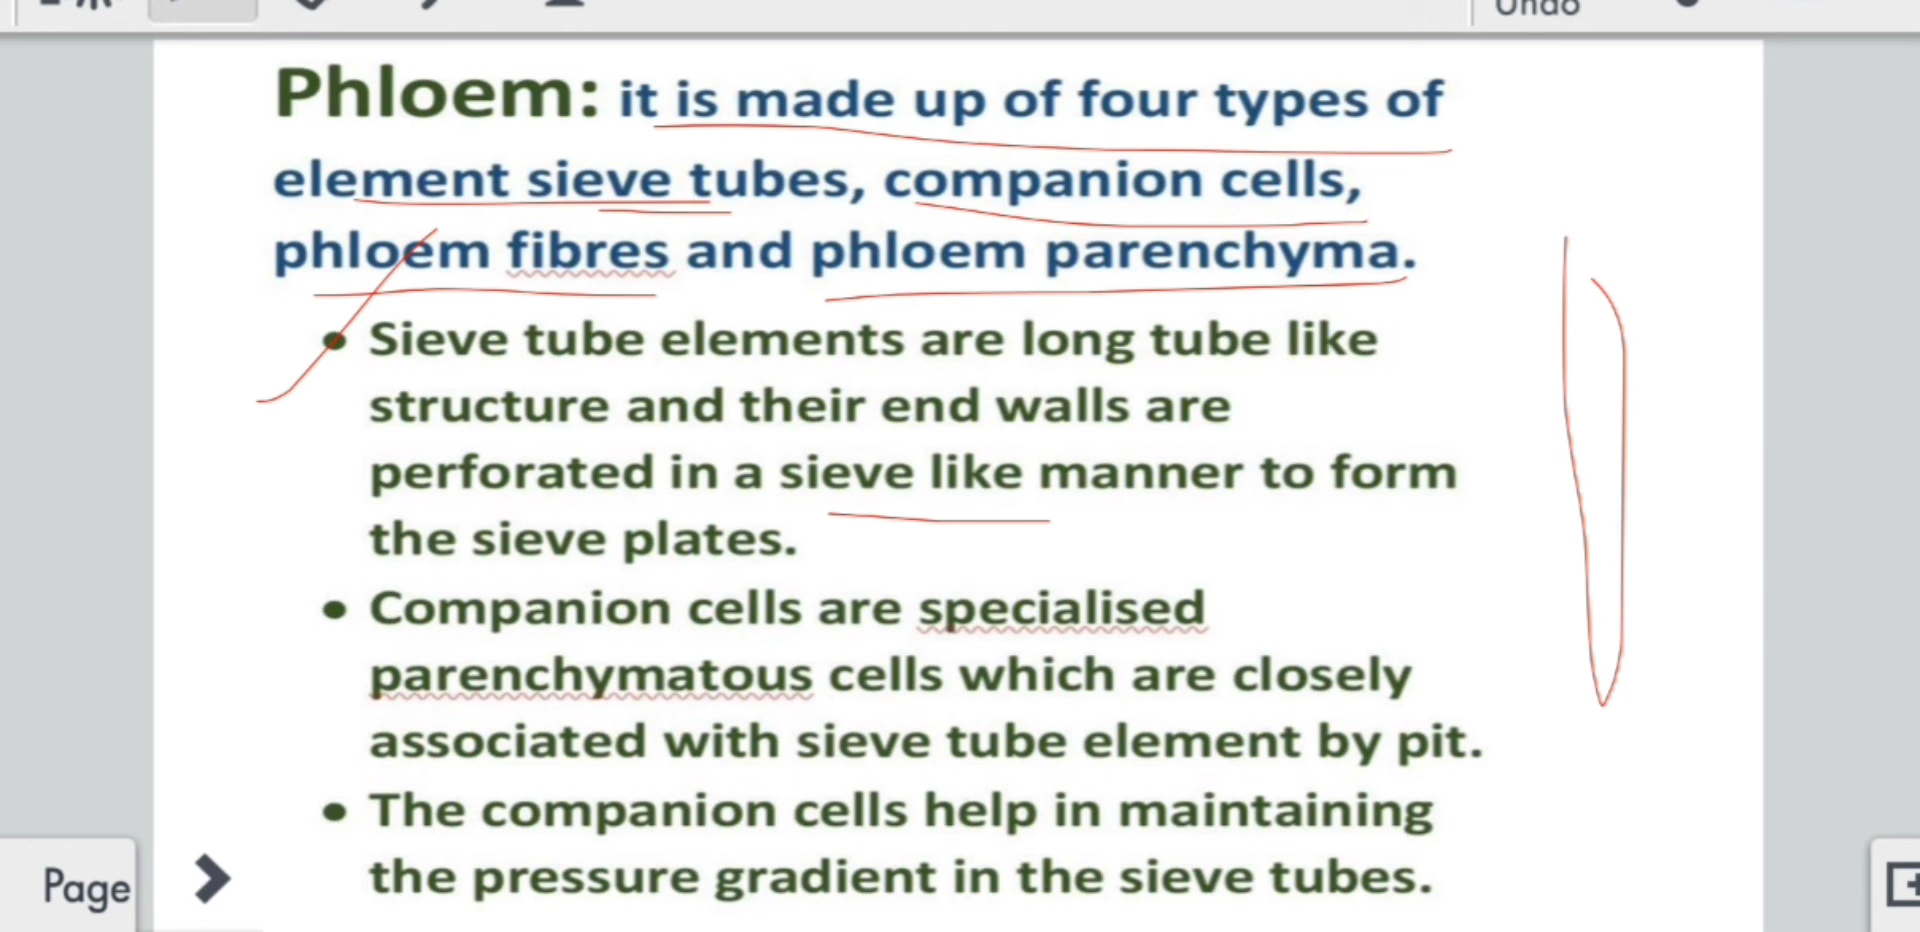 Undo
Phloem: it is made up of four types of
element sieve tubes, companion cells,
phloem fibres and phloem parenchyma.
• Sieve tube elements are long tube like
structure and their end walls are
perforated in a sieve like manner to form
the sieve plates.
• Companion cells are specialised
parenchymatous cells which are closely
associated with sieve tube element by pit.
• The companion cells help in maintaining
the pressure gradient in the sieve tubes.
Page